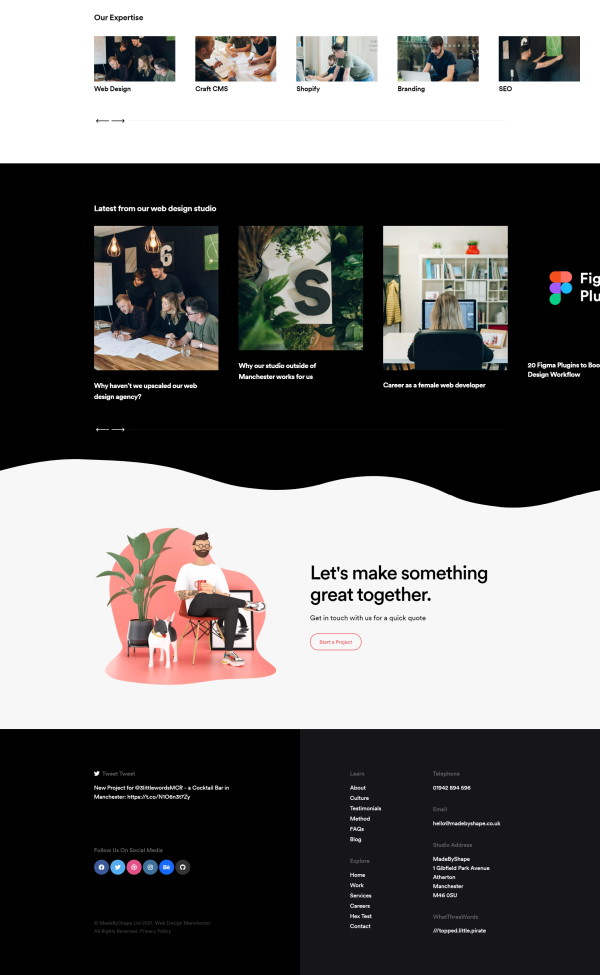 Our Expertise
Web Design
Craft CMS
Shopify
Branding
SEO
Latest from our web design studio
6
S
Fig
Plu
Why haven't we upscaled our web
design agency?
Why our studio outside of
Manchester works for us
Career as a female web developer
20 Figma Plugins to Boo
Design Workflow
Let's make something
great together.
Get in touch with us for a quick quote
Start a Project
Tweet Tweet
New Project for @3littlewordsMCR - a Cocktail Bar in
Manchester: https://t.co/N1O6n3t7Zy
Follow Us On Social Media
Bē
© MadeByShape Ltd 2021. Web Design Manchester
All Rights Reserved. Privacy Policy
Learn
About
Culture
Testimonials
Method
FAQs
Blog
Explore
Home
Work
Services
Careers
Hex Test
Contact
Telephone
01942 894 596
Email
hello@madebyshape.co.uk
Studio Address
MadeByShape
1 Gibfield Park Avenue
Atherton
Manchester
M46 0SU
WhatThreeWords
///topped.little.pirate